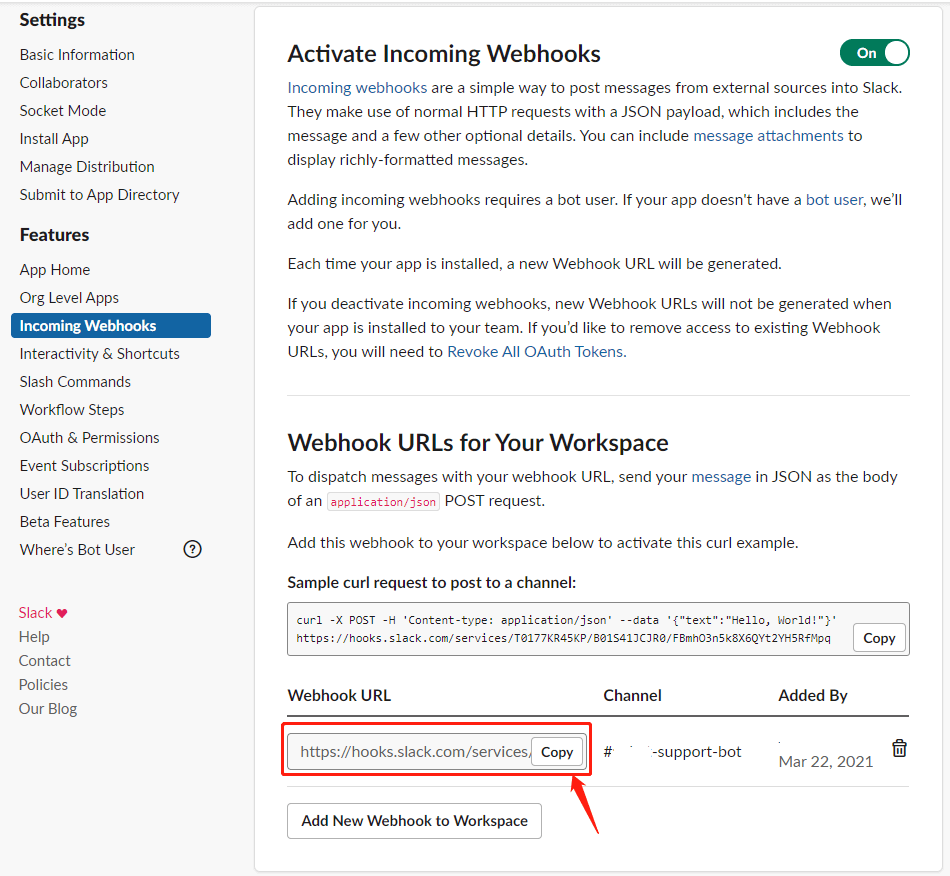 Settings
Basic Information
Collaborators
Socket Mode
Install App
Manage Distribution
Submit to App Directory
Features
App Home
Org Level Apps
Incoming Webhooks
Interactivity & Shortcuts
Slash Commands
Workflow Steps
OAuth & Permissions
Event Subscriptions
User ID Translation
Beta Features
Where's Bot User
?
Slack ♥
Help
Contact
Policies
Our Blog
Activate Incoming Webhooks
On
Incoming webhooks are a simple way to post messages from external sources into Slack.
They make use of normal HTTP requests with a JSON payload, which includes the
message and a few other optional details. You can include message attachments to
display richly-formatted messages.
Adding incoming webhooks requires a bot user. If your app doesn't have a bot user, we'll
add one for you.
Each time your app is installed, a new Webhook URL will be generated.
If you deactivate incoming webhooks, new Webhook URLs will not be generated when
your app is installed to your team. If you'd like to remove access to existing Webhook
URLs, you will need to Revoke All OAuth Tokens.
Webhook URLs for Your Workspace
To dispatch messages with your webhook URL, send your message in JSON as the body
of an application/json POST request.
Add this webhook to your workspace below to activate this curl example.
Sample curl request to post to a channel:
curl -X POST -H 'Content-type: application/json' --data '{"text":"Hello, World!"}'
https://hooks.slack.com/services/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
Copy
Webhook URL Channel Added By
https://hooks.slack.com/services/ Copy # -support-bot Mar 22, 2021
Add New Webhook to Workspace